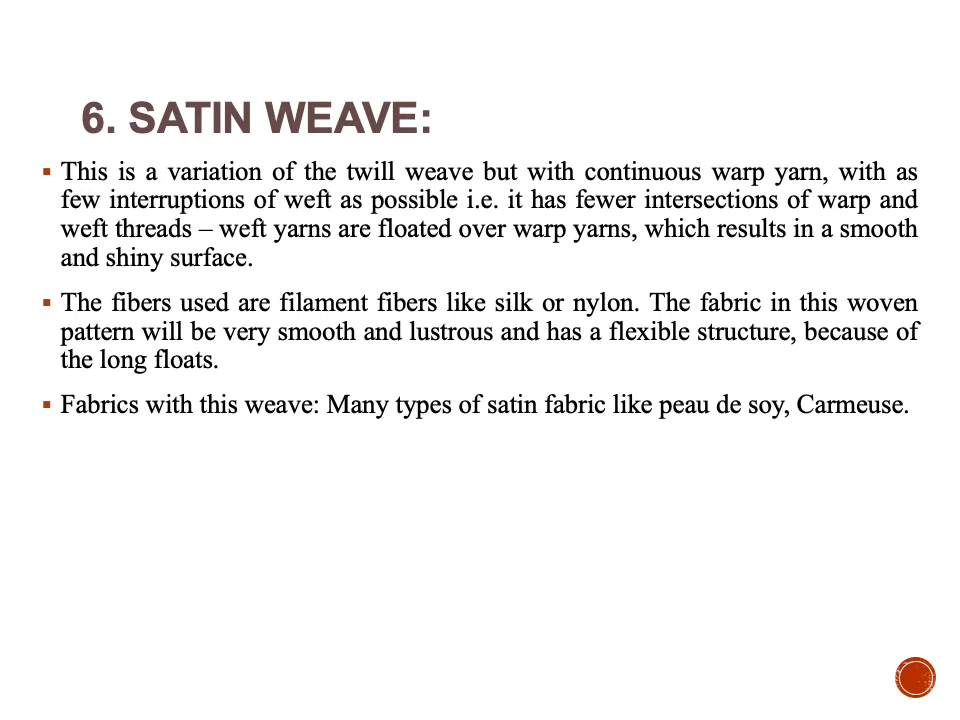 6. SATIN WEAVE:
▪ This is a variation of the twill weave but with continuous warp yarn, with as
few interruptions of weft as possible i.e. it has fewer intersections of warp and
weft threads – weft yarns are floated over warp yarns, which results in a smooth
and shiny surface.
▪ The fibers used are filament fibers like silk or nylon. The fabric in this woven
pattern will be very smooth and lustrous and has a flexible structure, because of
the long floats.
▪ Fabrics with this weave: Many types of satin fabric like peau de soy, Carmeuse.